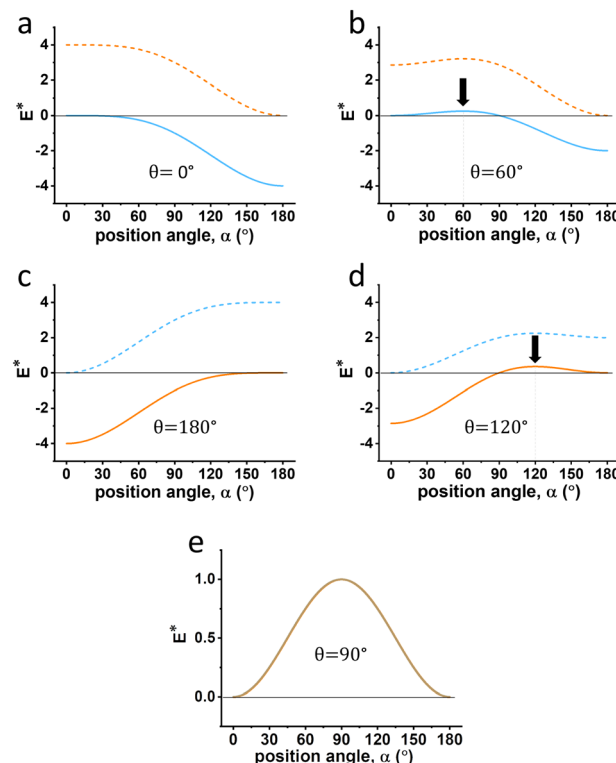 a
b
4
2
0
-2
-4
E*
θ= 0°
0 30 60 90 120 150 180
position angle, α (°)
4
2
0
-2
-4
E*
θ=60°
0 30 60 90 120 150 180
position angle, α (°)
c
d
4
2
0
-2
-4
E*
θ=180°
0 30 60 90 120 150 180
position angle, α (°)
4
2
0
-2
-4
E*
θ=120°
0 30 60 90 120 150 180
position angle, α (°)
e
1.0
0.5
0.0
E*
θ=90°
0 30 60 90 120 150 180
position angle, α (°)